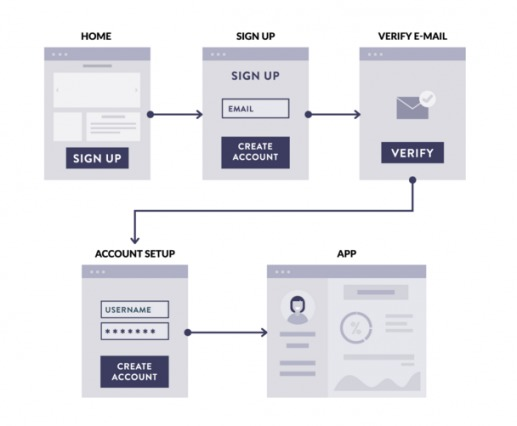 HOME
SIGN UP
VERIFY E-MAIL
SIGN UP
SIGN UP
EMAIL
CREATE
ACCOUNT
VERIFY
ACCOUNT SETUP
APP
USERNAME
*******
CREATE
ACCOUNT
%